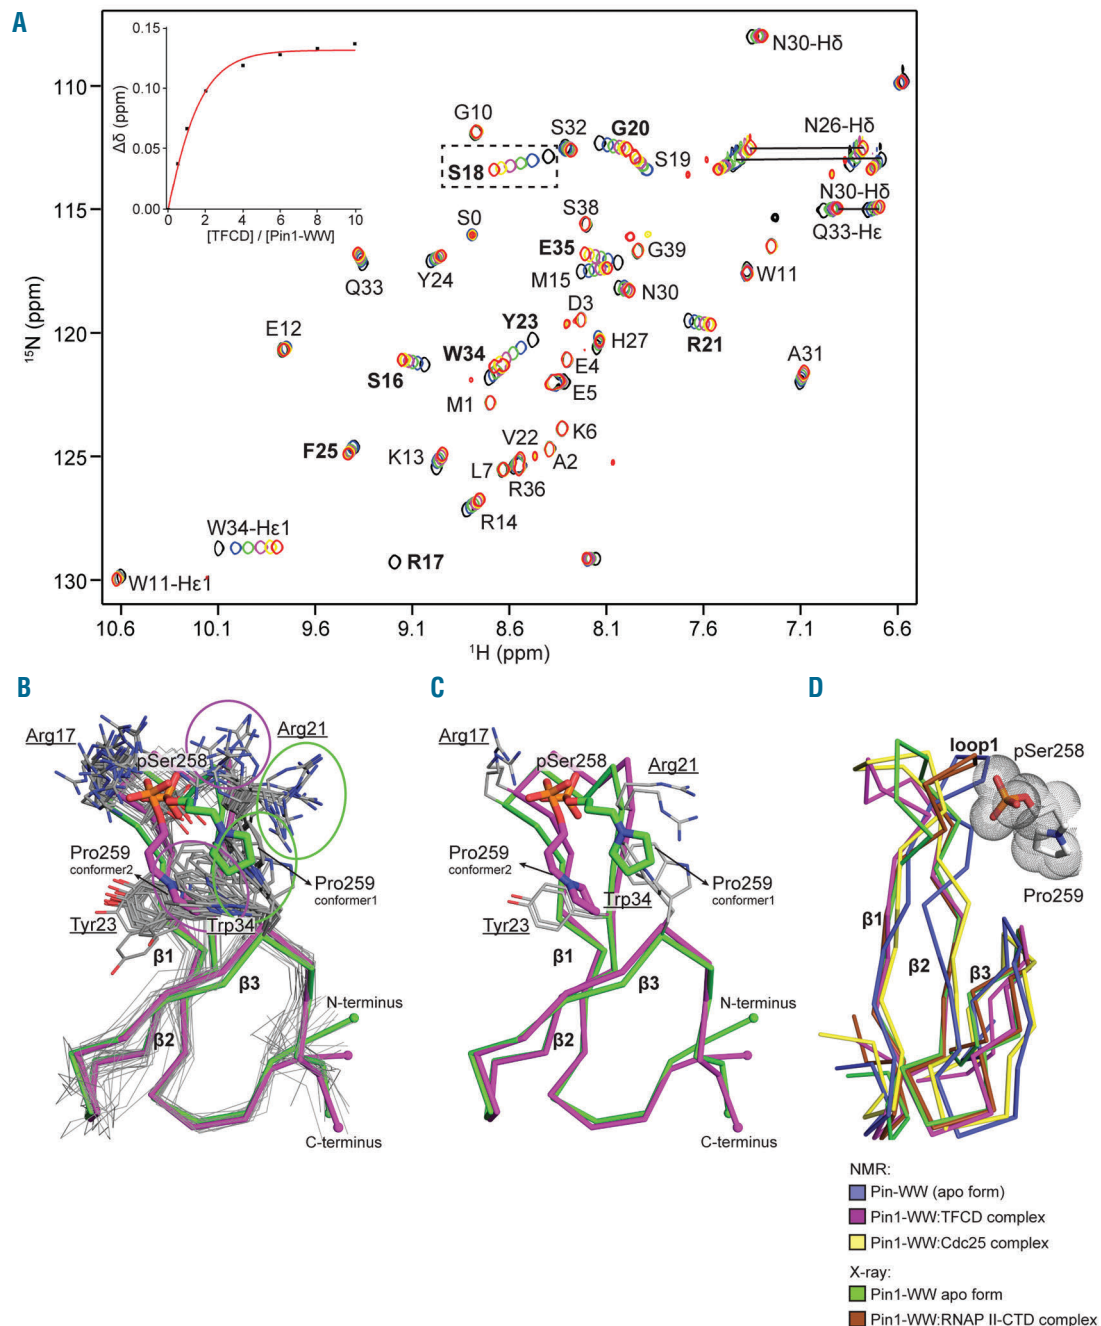 A
0.15
0.10
0.05
0.00
Δδ (ppm)
0 2 4 6 8 10
[TFCD] / [Pin1-WW]
110
115
120
125
130
15N (ppm)
10.6 10.1 9.6 9.1 8.6 8.1 7.6 7.1 6.6
1H (ppm)
N30-Hδ
G10
S32
G20
N26-Hδ
S18
S19
N30-Hδ
S0
S38
Q33-Hε
E35
G39
Q33
Y24
M15
W11
N30
D3
Y23
E12
H27
R21
W34
E4
A31
S16
E5
M1
K6
V22
F25
K13
L7
A2
R36
R14
W34-Hε1
R17
W11-Hε1
B
Arg17
Arg21
pSer258
Pro259
conformer2
Pro259
conformer1
Tyr23
Trp34
β1
β3
N-terminus
β2
C-terminus
C
Arg17
pSer258
Arg21
Pro259
conformer2
Pro259
conformer1
Trp34
Tyr23
β1
β3
N-terminus
β2
C-terminus
D
loop1
pSer258
Pro259
β1
β2
β3
NMR:
Pin-WW (apo form)
Pin1-WW:TFCD complex
Pin1-WW:Cdc25 complex
X-ray:
Pin1-WW apo form
Pin1-WW:RNAP II-CTD complex